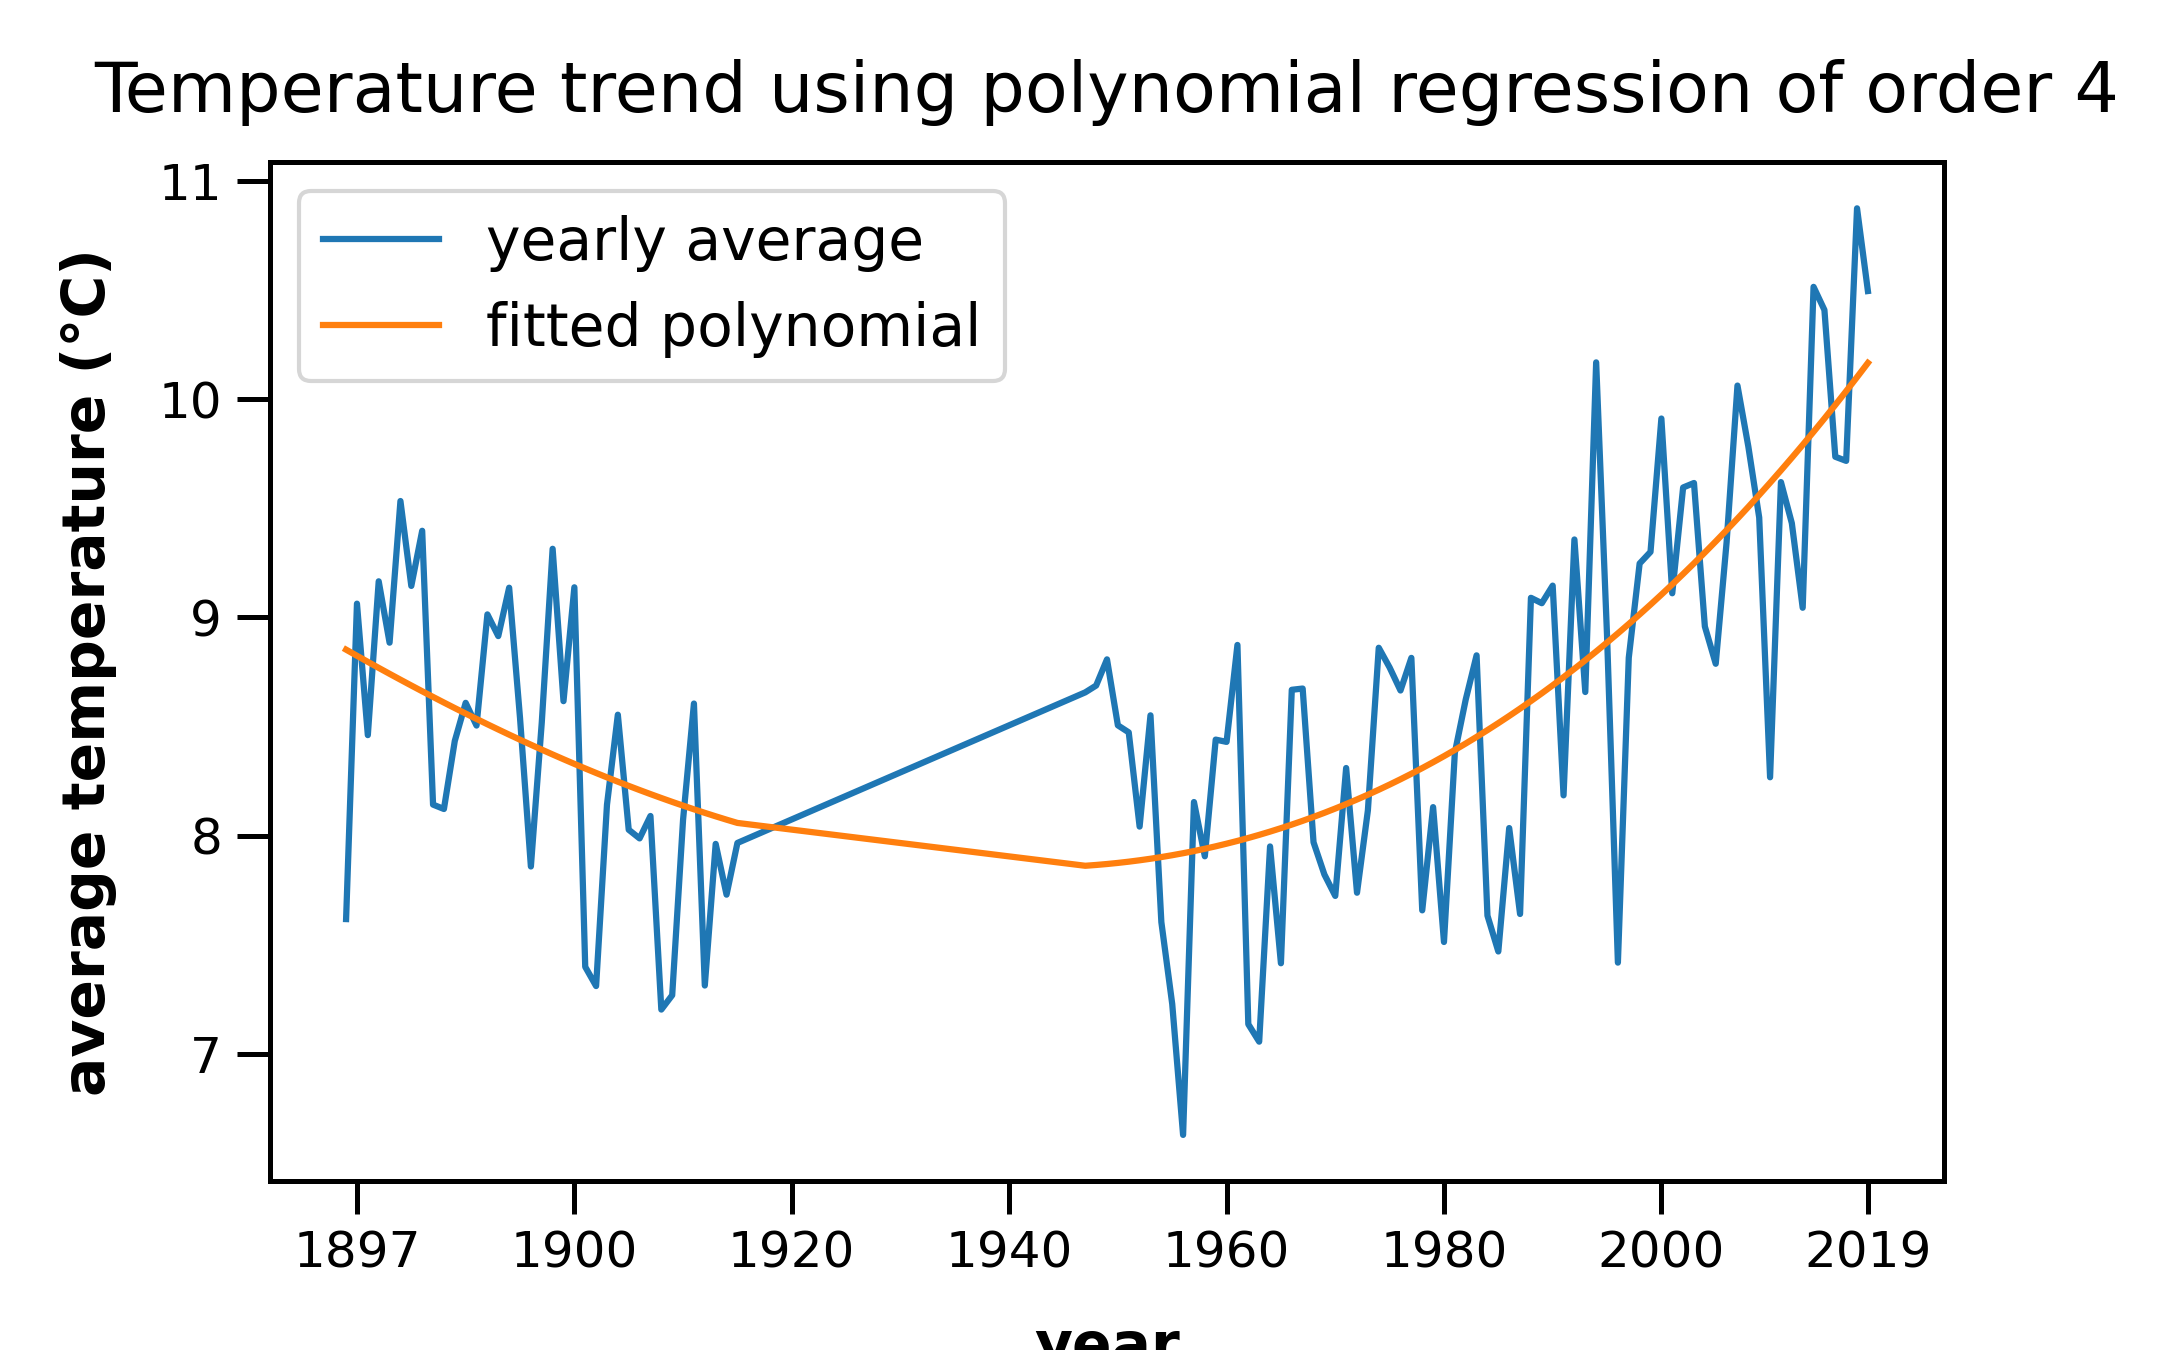 Temperature trend using polynomial regression of order 4
yearly average
fitted polynomial
average temperature (°C)
11
10
9
8
7
1897
1900
1920
1940
1960
1980
2000
2019
year